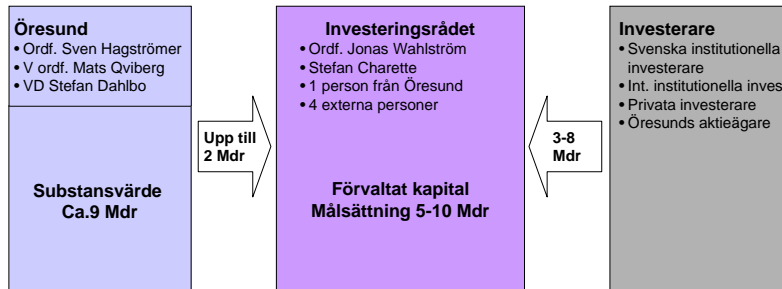 Öresund
• Ordf. Sven Hagströmer
• V ordf. Mats Qviberg
• VD Stefan Dahlbo
Substansvärde
Ca.9 Mdr
Upp till
2 Mdr
Investeringsrådet
• Ordf. Jonas Wahlström
• Stefan Charette
• 1 person från Öresund
• 4 externa personer
Förvaltat kapital
Målsättning 5-10 Mdr
3-8
Mdr
Investerare
• Svenska institutionella
investerare
• Int. institutionella inves
• Privata investerare
• Öresunds aktieägare